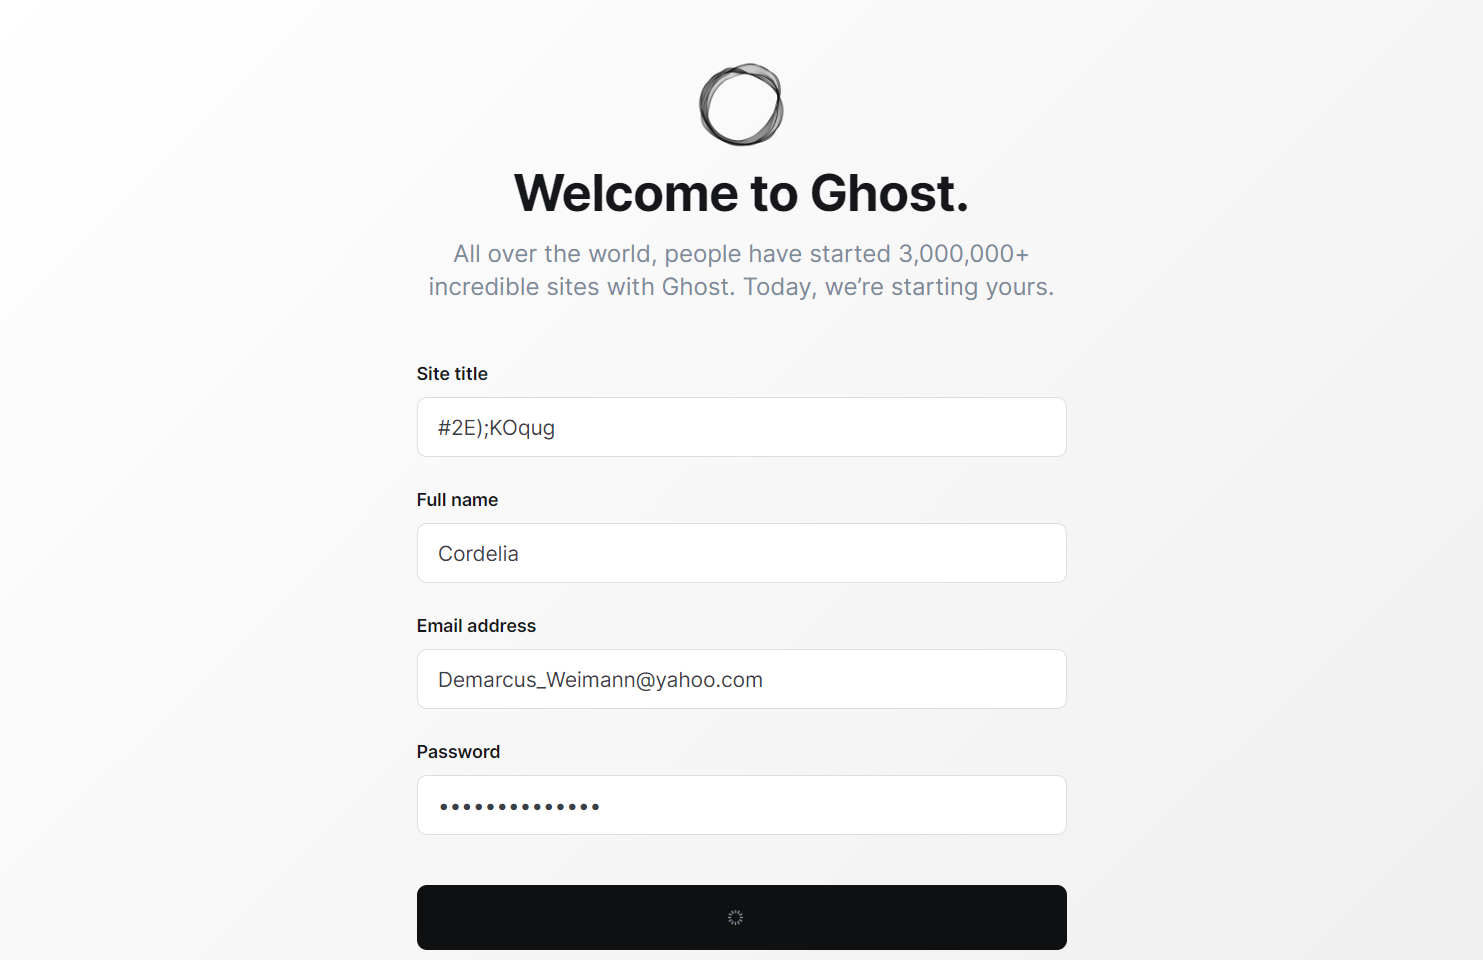 Welcome to Ghost.
All over the world, people have started 3,000,000+
incredible sites with Ghost. Today, we’re starting yours.
Site title
#2E);KOqug
Full name
Cordelia
Email address
Demarcus_Weimann@yahoo.com
Password
••••••••••••••